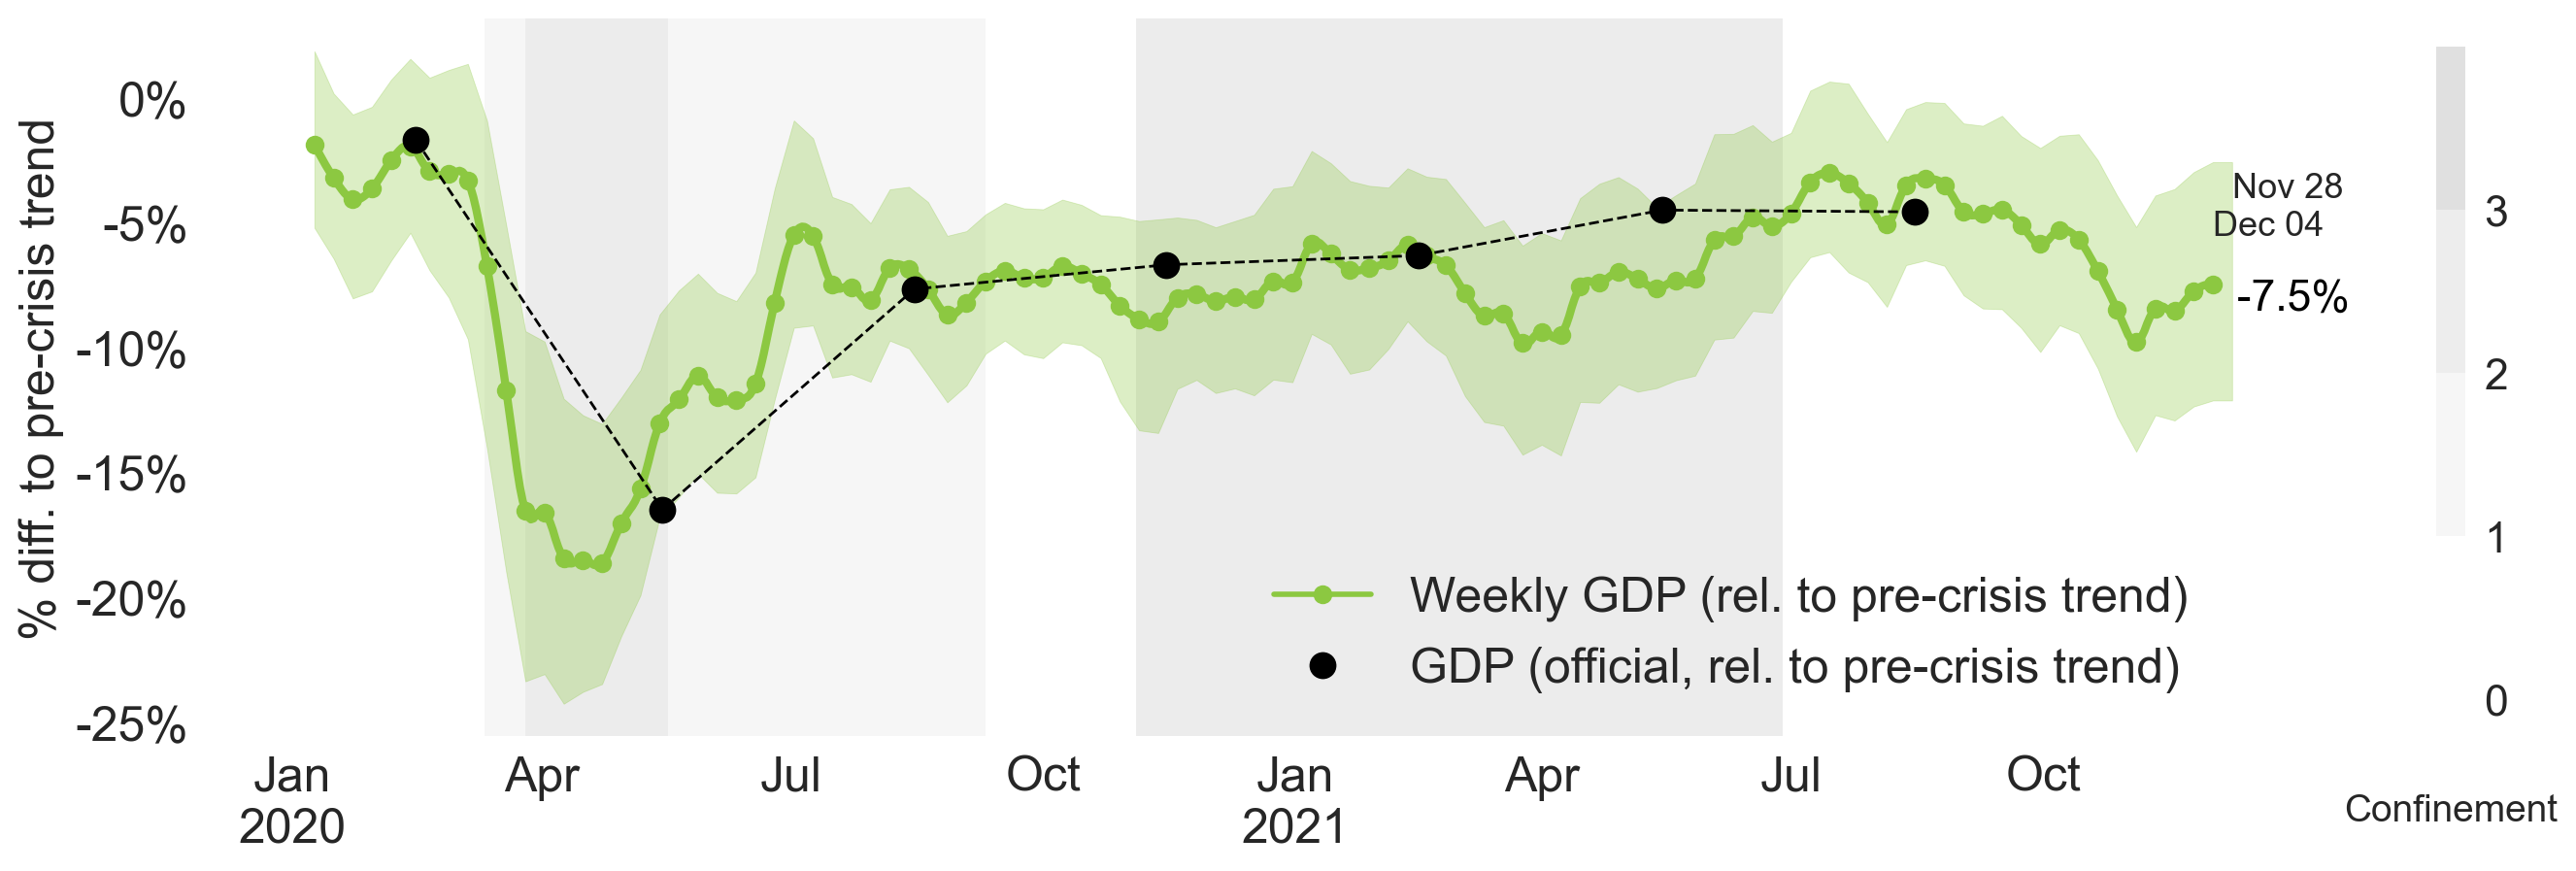 % diff. to pre-crisis trend
0%
-5%
-10%
-15%
-20%
-25%
Nov 28
Dec 04
-7.5%
Weekly GDP (rel. to pre-crisis trend)
GDP (official, rel. to pre-crisis trend)
Jan Apr Jul Oct Jan Apr Jul Oct
2020 2021
3
2
1
0
Confinement